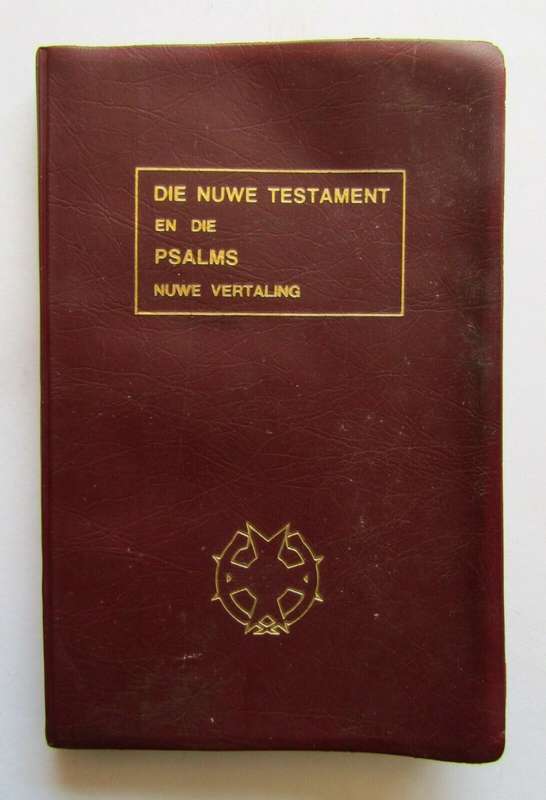 DIE NUWE TESTAMENT
EN DIE
PSALMS
NUWE VERTALING